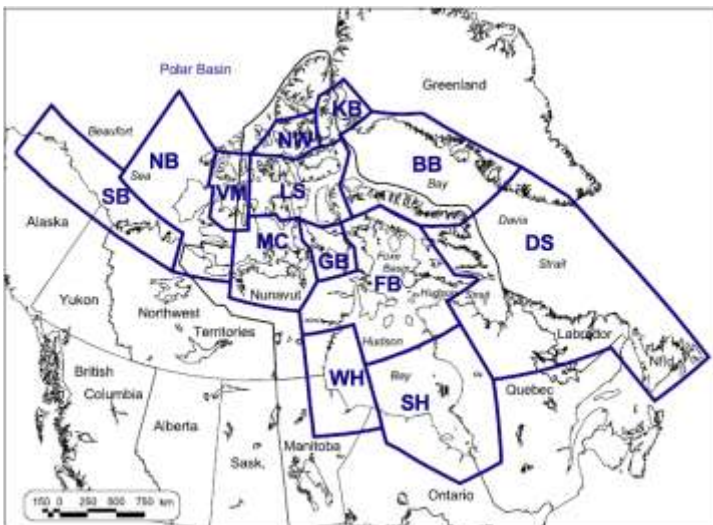 Polar Basin
Greenland
KB
Beaufort
NW
NB
BB
Sea
VM
LS
Bay
SB
Davis
Alaska
MC
DS
GB
Foxe
Basin
Strait
FB
Yukon
Nunavut
Hudson
Strait
Northwest
Territories
Hudson
Labrador
Nfld
British
Columbia
WH
Bay
Quebec
SH
Alberta
Manitoba
Sask.
Ontario
150 0 250 500 750 km